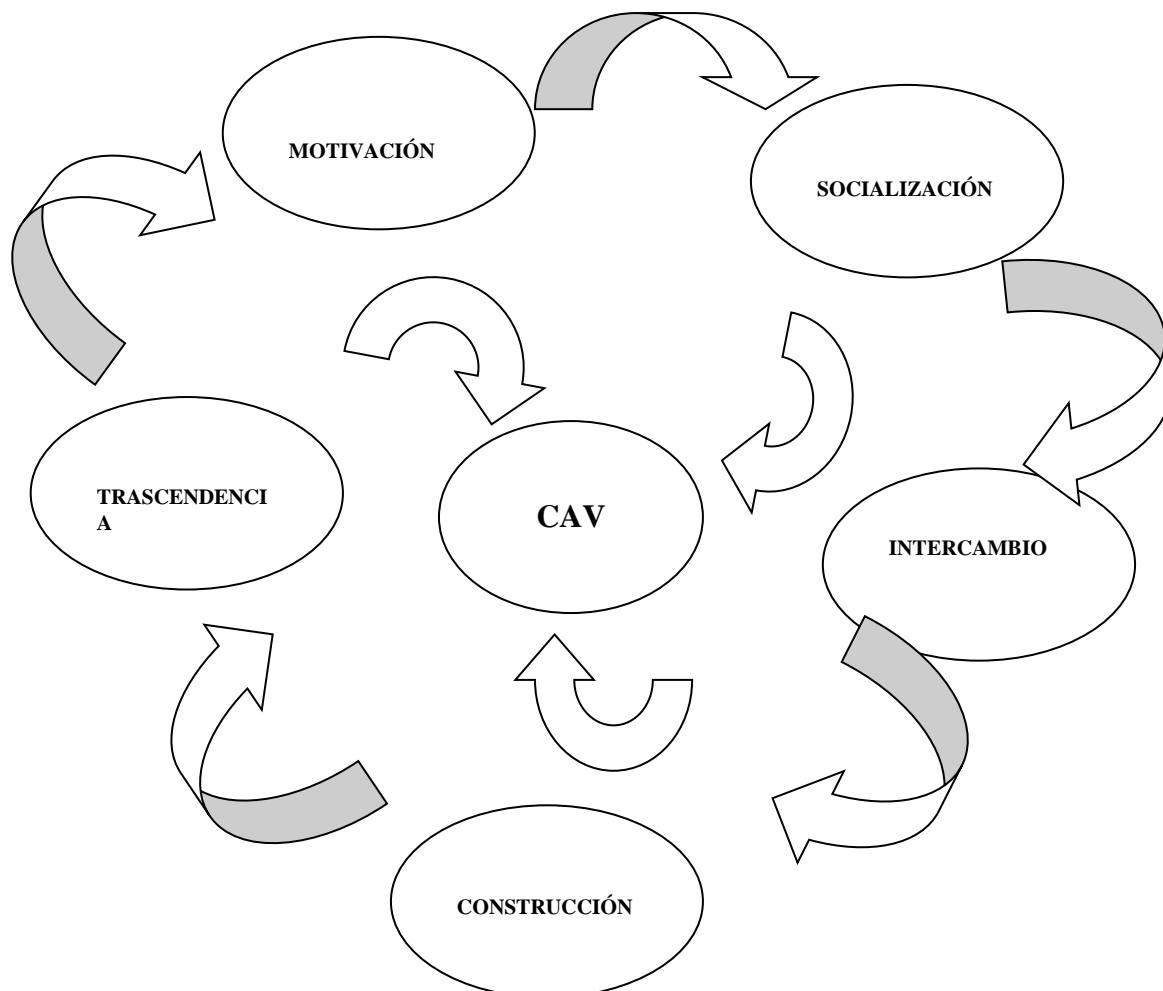 MOTIVACIÓN
SOCIALIZACIÓN
TRASCENDENCI
A
CAV
INTERCAMBIO
CONSTRUCCIÓN